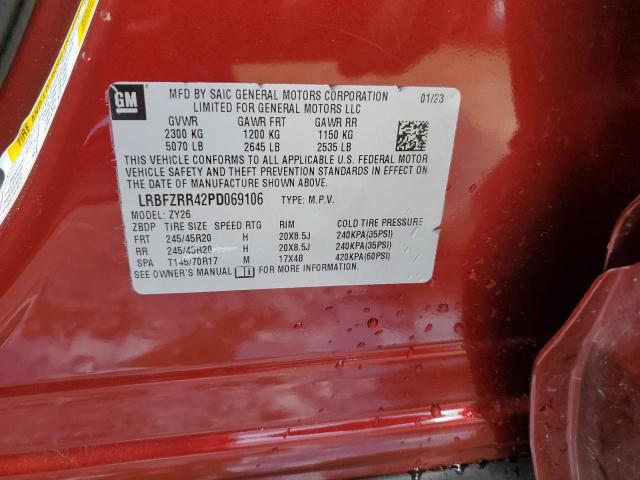 TIRE AND
GM
MFD BY SAIC GENERAL MOTORS CORPORATION
LIMITED FOR GENERAL MOTORS LLC
01/23
GVWR GAWR FRT GAWR RR
2300 KG 1200 KG 1150 KG
5070 LB 2645 LB 2535 LB
THIS VEHICLE CONFORMS TO ALL APPLICABLE U.S. FEDERAL MOTOR
VEHICLE SAFETY AND THEFT PREVENTION STANDARDS IN EFFECT ON
THE DATE OF MANUFACTURE SHOWN ABOVE.
LRBFZRR42PD069106 TYPE: M.P.V.
MODEL: ZY26
ZBDP TIRE SIZE SPEED RTG RIM COLD TIRE PRESSURE
FRT 245/45R20 H 20X8.5J 240KPA(35PSI)
RR 245/45R20 H 20X8.5J 240KPA(35PSI)
SPA T145/70R17 M 17X4B 420KPA(60PSI)
SEE OWNER'S MANUAL FOR MORE INFORMATION